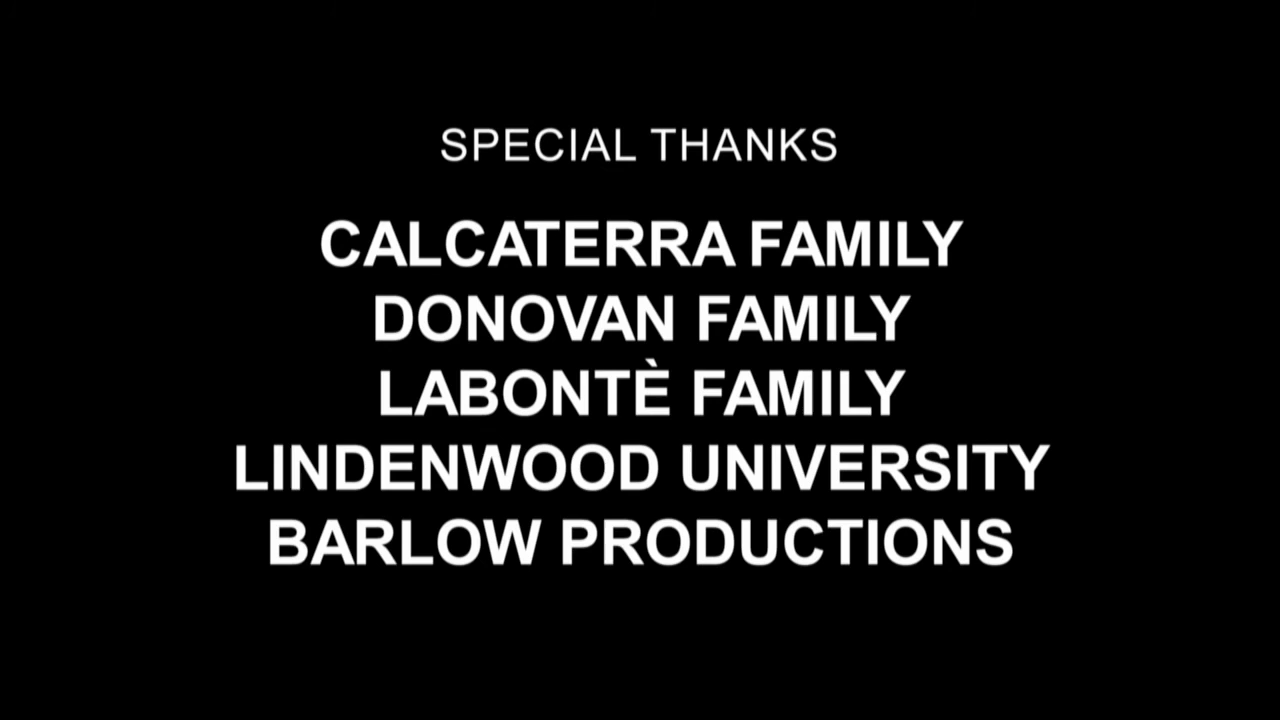 SPECIAL THANKS
CALCATERRA FAMILY
DONOVAN FAMILY
LABONTÈ FAMILY
LINDENWOOD UNIVERSITY
BARLOW PRODUCTIONS